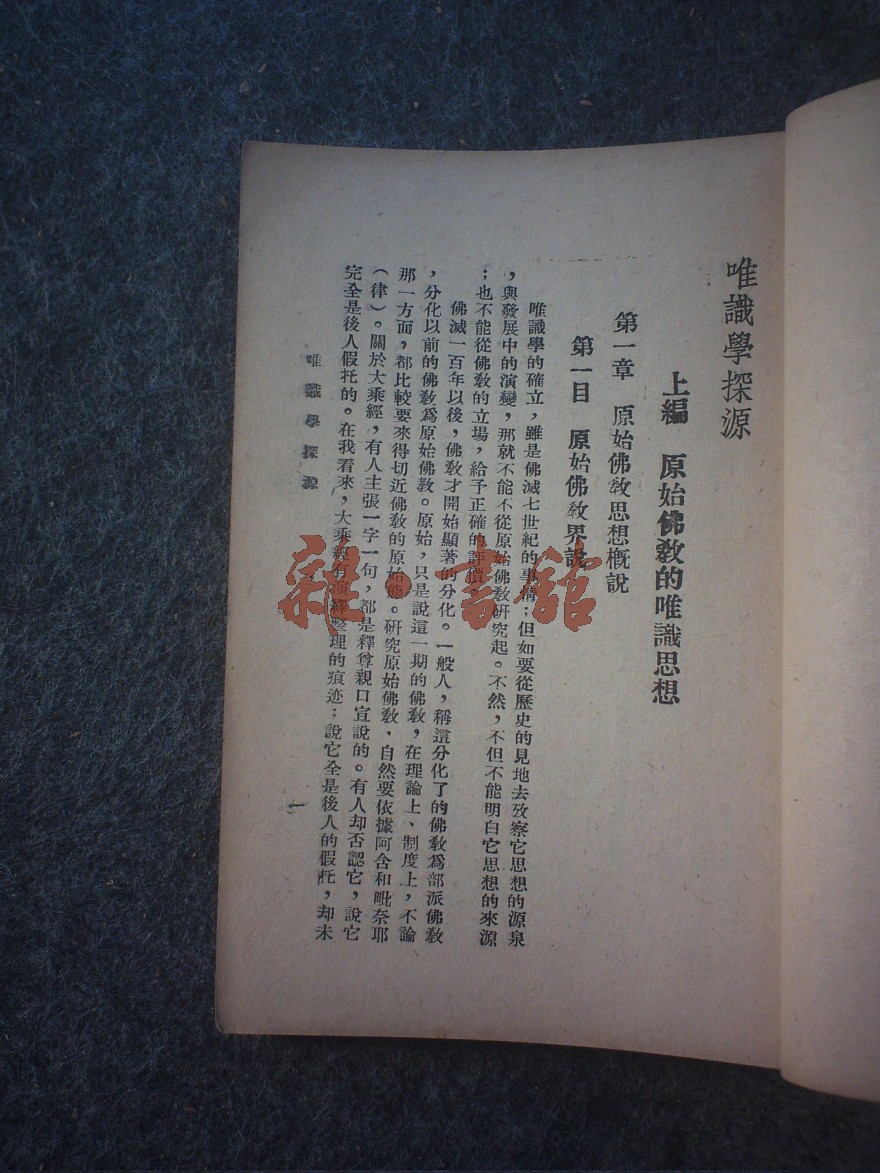 唯識學探源
上編　原始佛教的唯識思想
第一章　原始佛教思想概說
第一目　原始佛教界說
唯識學的確立，雖是佛滅七世紀的事情；但如要從歷史的見地去攷察它思想的源泉
，與發展中的演變，那就不能不從原始佛教研究起。不然，不但不能明白它思想的來源
；也不能從佛教的立場，給予正確的評價。
佛滅一百年以後，佛教才開始顯著的分化。一般人，稱這分化了的佛教爲部派佛教
，分化以前的佛教爲原始佛教。原始，只是說這一期的佛教，在理論上、制度上，不論
那一方面，都比較要來得切近佛教的原始態。研究原始佛教、自然要依據阿含和毗奈耶
（律）。關於大乘經，有人主張一字一句，都是釋尊親口宣說的。有人却否認它，說它
完全是後人假托的。在我看來，大乘經有演繹整理的痕迹；說它全是後人的假托，却未
唯識學探源
一
雜·書館